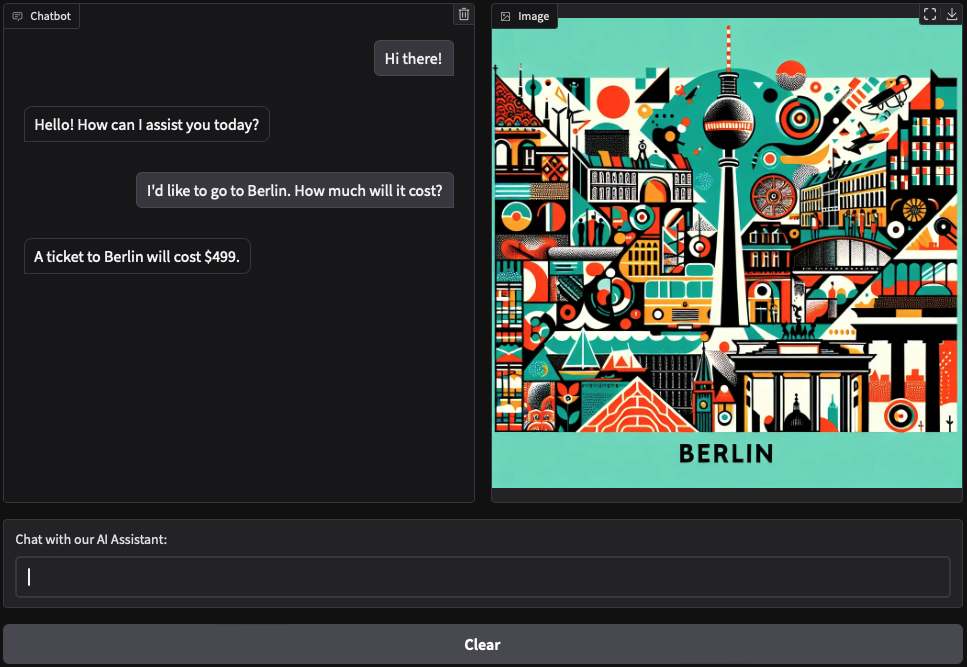 Chatbot
Hi there!
Hello! How can I assist you today?
I'd like to go to Berlin. How much will it cost?
A ticket to Berlin will cost $499.
Image
BERLIN
Chat with our AI Assistant:
Clear